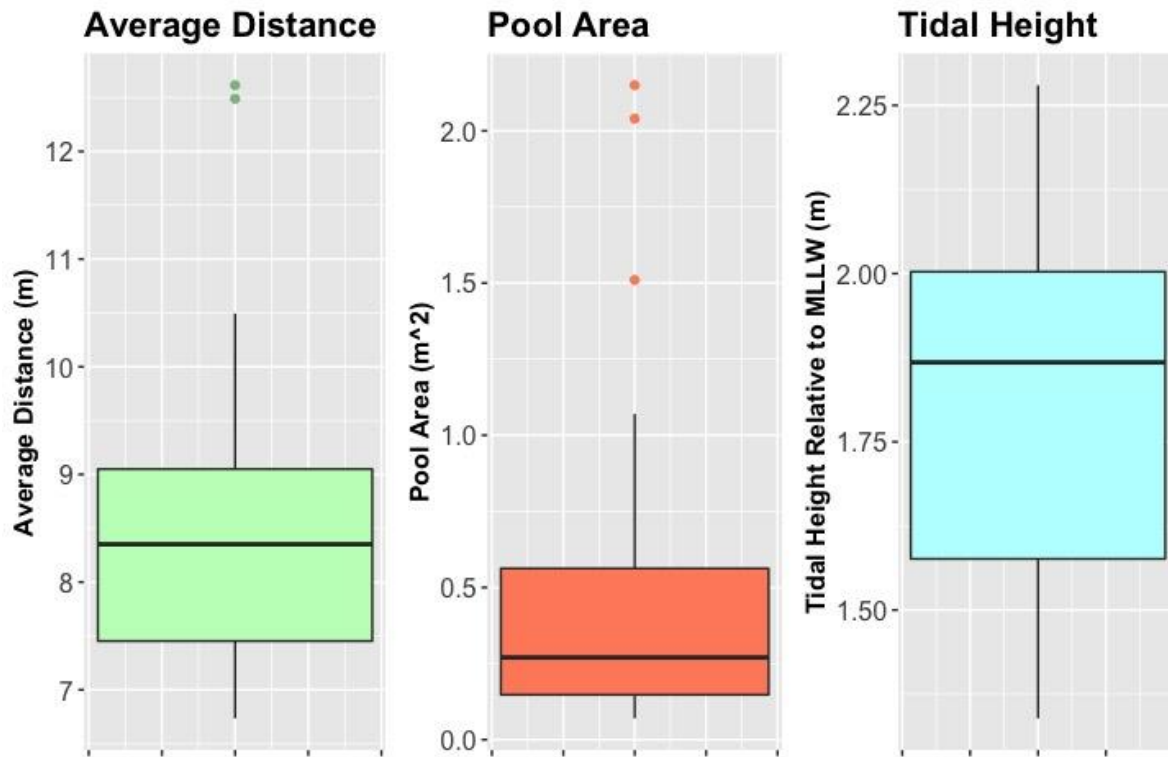 Average Distance
Average Distance (m)
12
11
10
9
8
7
Pool Area
Pool Area (m^2)
2.0
1.5
1.0
0.5
0.0
Tidal Height
Tidal Height Relative to MLLW (m)
2.25
2.00
1.75
1.50